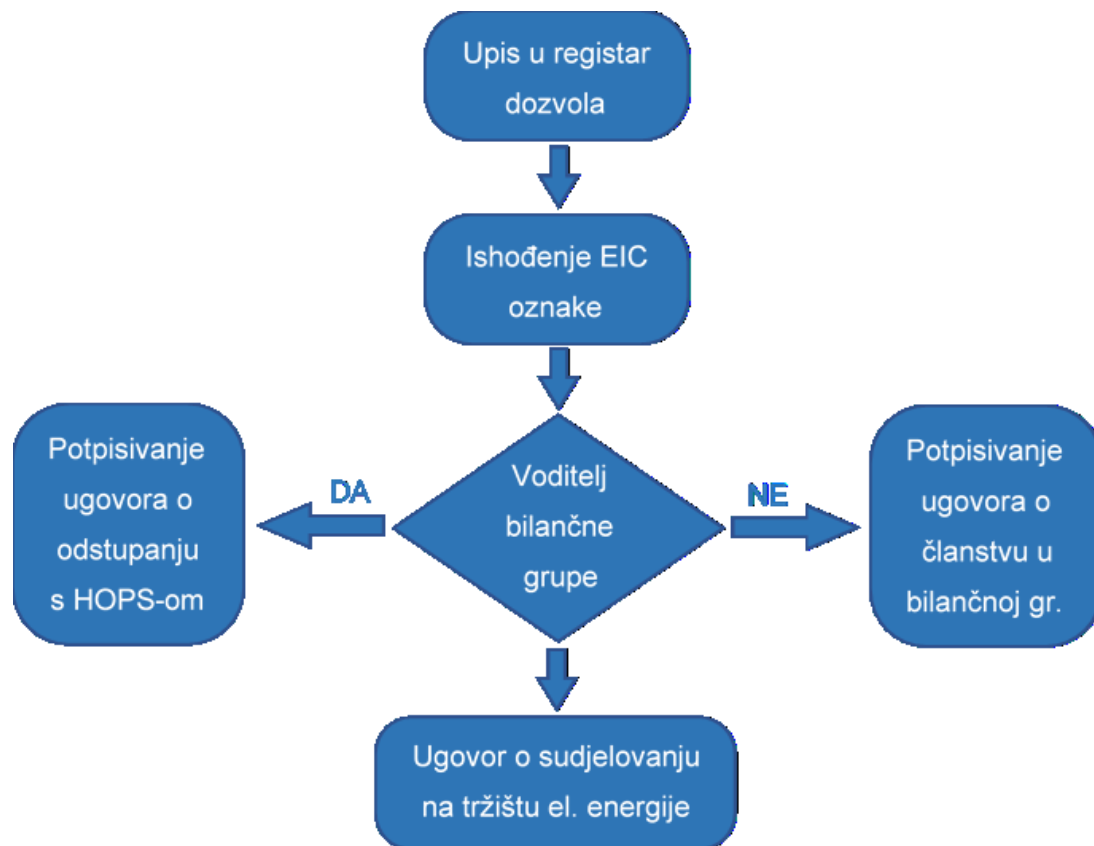 Upis u registar
dozvola
Ishođenje EIC
oznake
Voditelj
bilančne
grupe
DA
Potpisivanje
ugovora o
odstupanju
s HOPS-om
NE
Potpisivanje
ugovora o
članstvu u
bilančnoj gr.
Ugovor o sudjelovanju
na tržištu el. energije